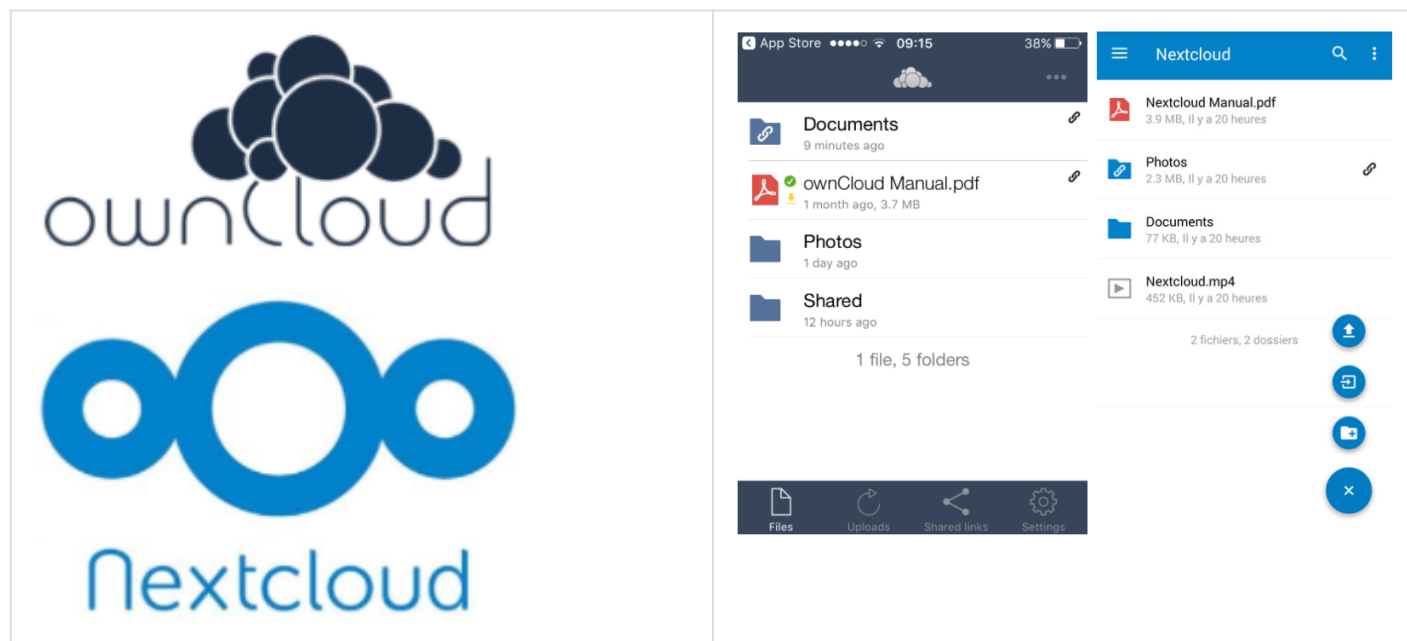 ownCloud
Nextcloud
App Store 09:15 38%
Documents
9 minutes ago
ownCloud Manual.pdf
1 month ago, 3.7 MB
Photos
1 day ago
Shared
12 hours ago
1 file, 5 folders
Files Uploads Shared links Settings
Nextcloud
Nextcloud Manual.pdf
3.9 MB, Il y a 20 heures
Photos
2.3 MB, Il y a 20 heures
Documents
77 KB, Il y a 20 heures
Nextcloud.mp4
452 KB, Il y a 20 heures
2 fichiers, 2 dossiers